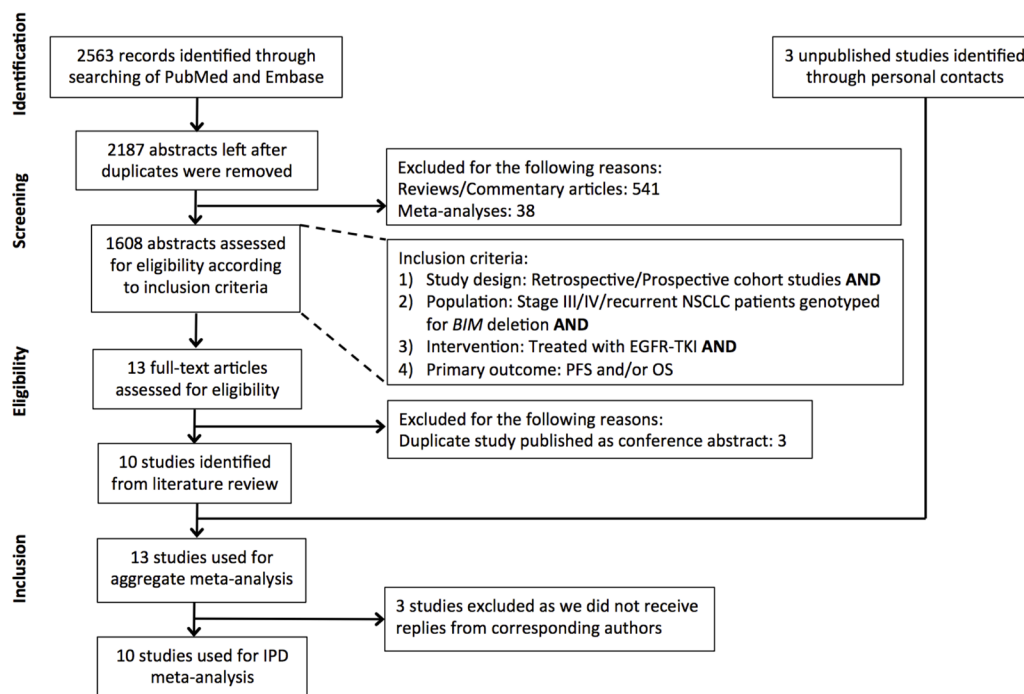 Identification
2563 records identified through
searching of PubMed and Embase
3 unpublished studies identified
through personal contacts
2187 abstracts left after
duplicates were removed
Screening
Excluded for the following reasons:
Reviews/Commentary articles: 541
Meta-analyses: 38
1608 abstracts assessed
for eligibility according
to inclusion criteria
Inclusion criteria:
1) Study design: Retrospective/Prospective cohort studies AND
2) Population: Stage III/IV/recurrent NSCLC patients genotyped
for BIM deletion AND
3) Intervention: Treated with EGFR-TKI AND
4) Primary outcome: PFS and/or OS
Eligibility
13 full-text articles
assessed for eligibility
Excluded for the following reasons:
Duplicate study published as conference abstract: 3
10 studies identified
from literature review
Inclusion
13 studies used for
aggregate meta-analysis
3 studies excluded as we did not receive
replies from corresponding authors
10 studies used for IPD
meta-analysis